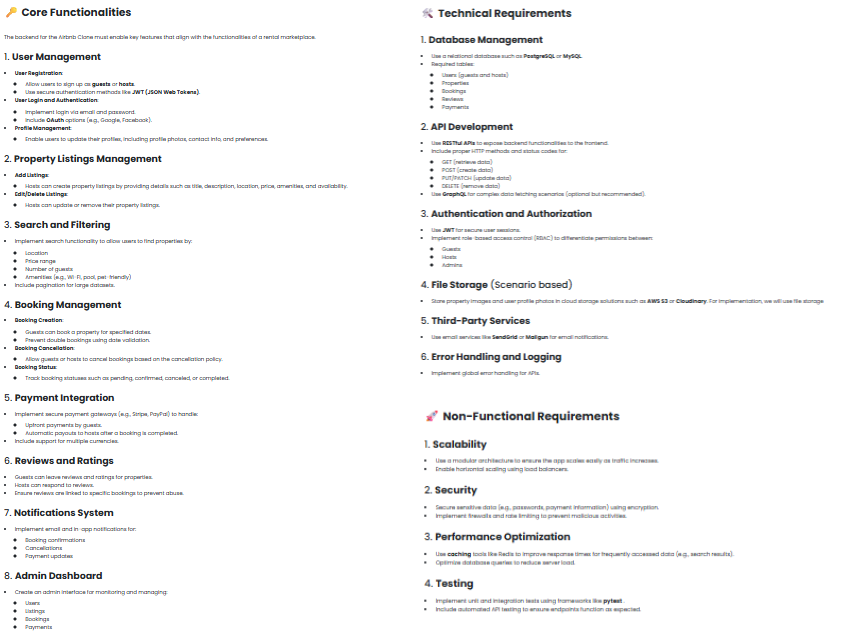 🔑 Core Functionalities
The backend for the Airbnb Clone must enable key features that align with the functionalities of a rental marketplace.
1. User Management
• User Registration:
◆ Allow users to sign up as guests or hosts.
◆ Use secure authentication methods like JWT (JSON Web Tokens).
• User Login and Authentication:
◆ Implement login via email and password.
◆ Include OAuth options (e.g., Google, Facebook).
• Profile Management:
◆ Enable users to update their profiles, including profile photos, contact info, and preferences.
2. Property Listings Management
• Add Listings:
◆ Hosts can create property listings by providing details such as title, description, location, price, amenities, and availability.
• Edit/Delete Listings:
◆ Hosts can update or remove their property listings.
3. Search and Filtering
• Implement search functionality to allow users to find properties by:
◆ Location
◆ Price range
◆ Number of guests
◆ Amenities (e.g., Wi-Fi, pool, pet-friendly)
• Include pagination for large datasets.
4. Booking Management
• Booking Creation:
◆ Guests can book a property for specified dates.
◆ Prevent double bookings using date validation.
• Booking Cancellation:
◆ Allow guests or hosts to cancel bookings based on the cancellation policy.
• Booking Status:
◆ Track booking statuses such as pending, confirmed, canceled, or completed.
5. Payment Integration
• Implement secure payment gateways (e.g., Stripe, PayPal) to handle:
◆ Upfront payments by guests.
◆ Automatic payouts to hosts after a booking is completed.
• Include support for multiple currencies.
6. Reviews and Ratings
• Guests can leave reviews and ratings for properties.
• Hosts can respond to reviews.
• Ensure reviews are linked to specific bookings to prevent abuse.
7. Notifications System
• Implement email and in-app notifications for:
◆ Booking confirmations
◆ Cancellations
◆ Payment updates
8. Admin Dashboard
• Create an admin interface for monitoring and managing:
◆ Users
◆ Listings
◆ Bookings
◆ Payments
🛠️ Technical Requirements
1. Database Management
• Use a relational database such as PostgreSQL or MySQL.
• Required tables:
◆ Users (guests and hosts)
◆ Properties
◆ Bookings
◆ Reviews
◆ Payments
2. API Development
• Use RESTful APIs to expose backend functionalities to the frontend.
• Include proper HTTP methods and status codes for:
◆ GET (retrieve data)
◆ POST (create data)
◆ PUT/PATCH (update data)
◆ DELETE (remove data)
• Use GraphQL for complex data fetching scenarios (optional but recommended).
3. Authentication and Authorization
• Use JWT for secure user sessions.
• Implement role-based access control (RBAC) to differentiate permissions between:
◆ Guests
◆ Hosts
◆ Admins
4. File Storage (Scenario based)
• Store property images and user profile photos in cloud storage solutions such as AWS S3 or Cloudinary. For implementation, we will use file storage
5. Third-Party Services
• Use email services like SendGrid or Mailgun for email notifications.
6. Error Handling and Logging
• Implement global error handling for APIs.
🚀 Non-Functional Requirements
1. Scalability
• Use a modular architecture to ensure the app scales easily as traffic increases.
• Enable horizontal scaling using load balancers.
2. Security
• Secure sensitive data (e.g., passwords, payment information) using encryption.
• Implement firewalls and rate limiting to prevent malicious activities.
3. Performance Optimization
• Use caching tools like Redis to improve response times for frequently-accessed data (e.g., search results).
• Optimize database queries to reduce server load.
4. Testing
• Implement unit and integration tests using frameworks like pytest.
• Include automated API testing to ensure endpoints function as expected.